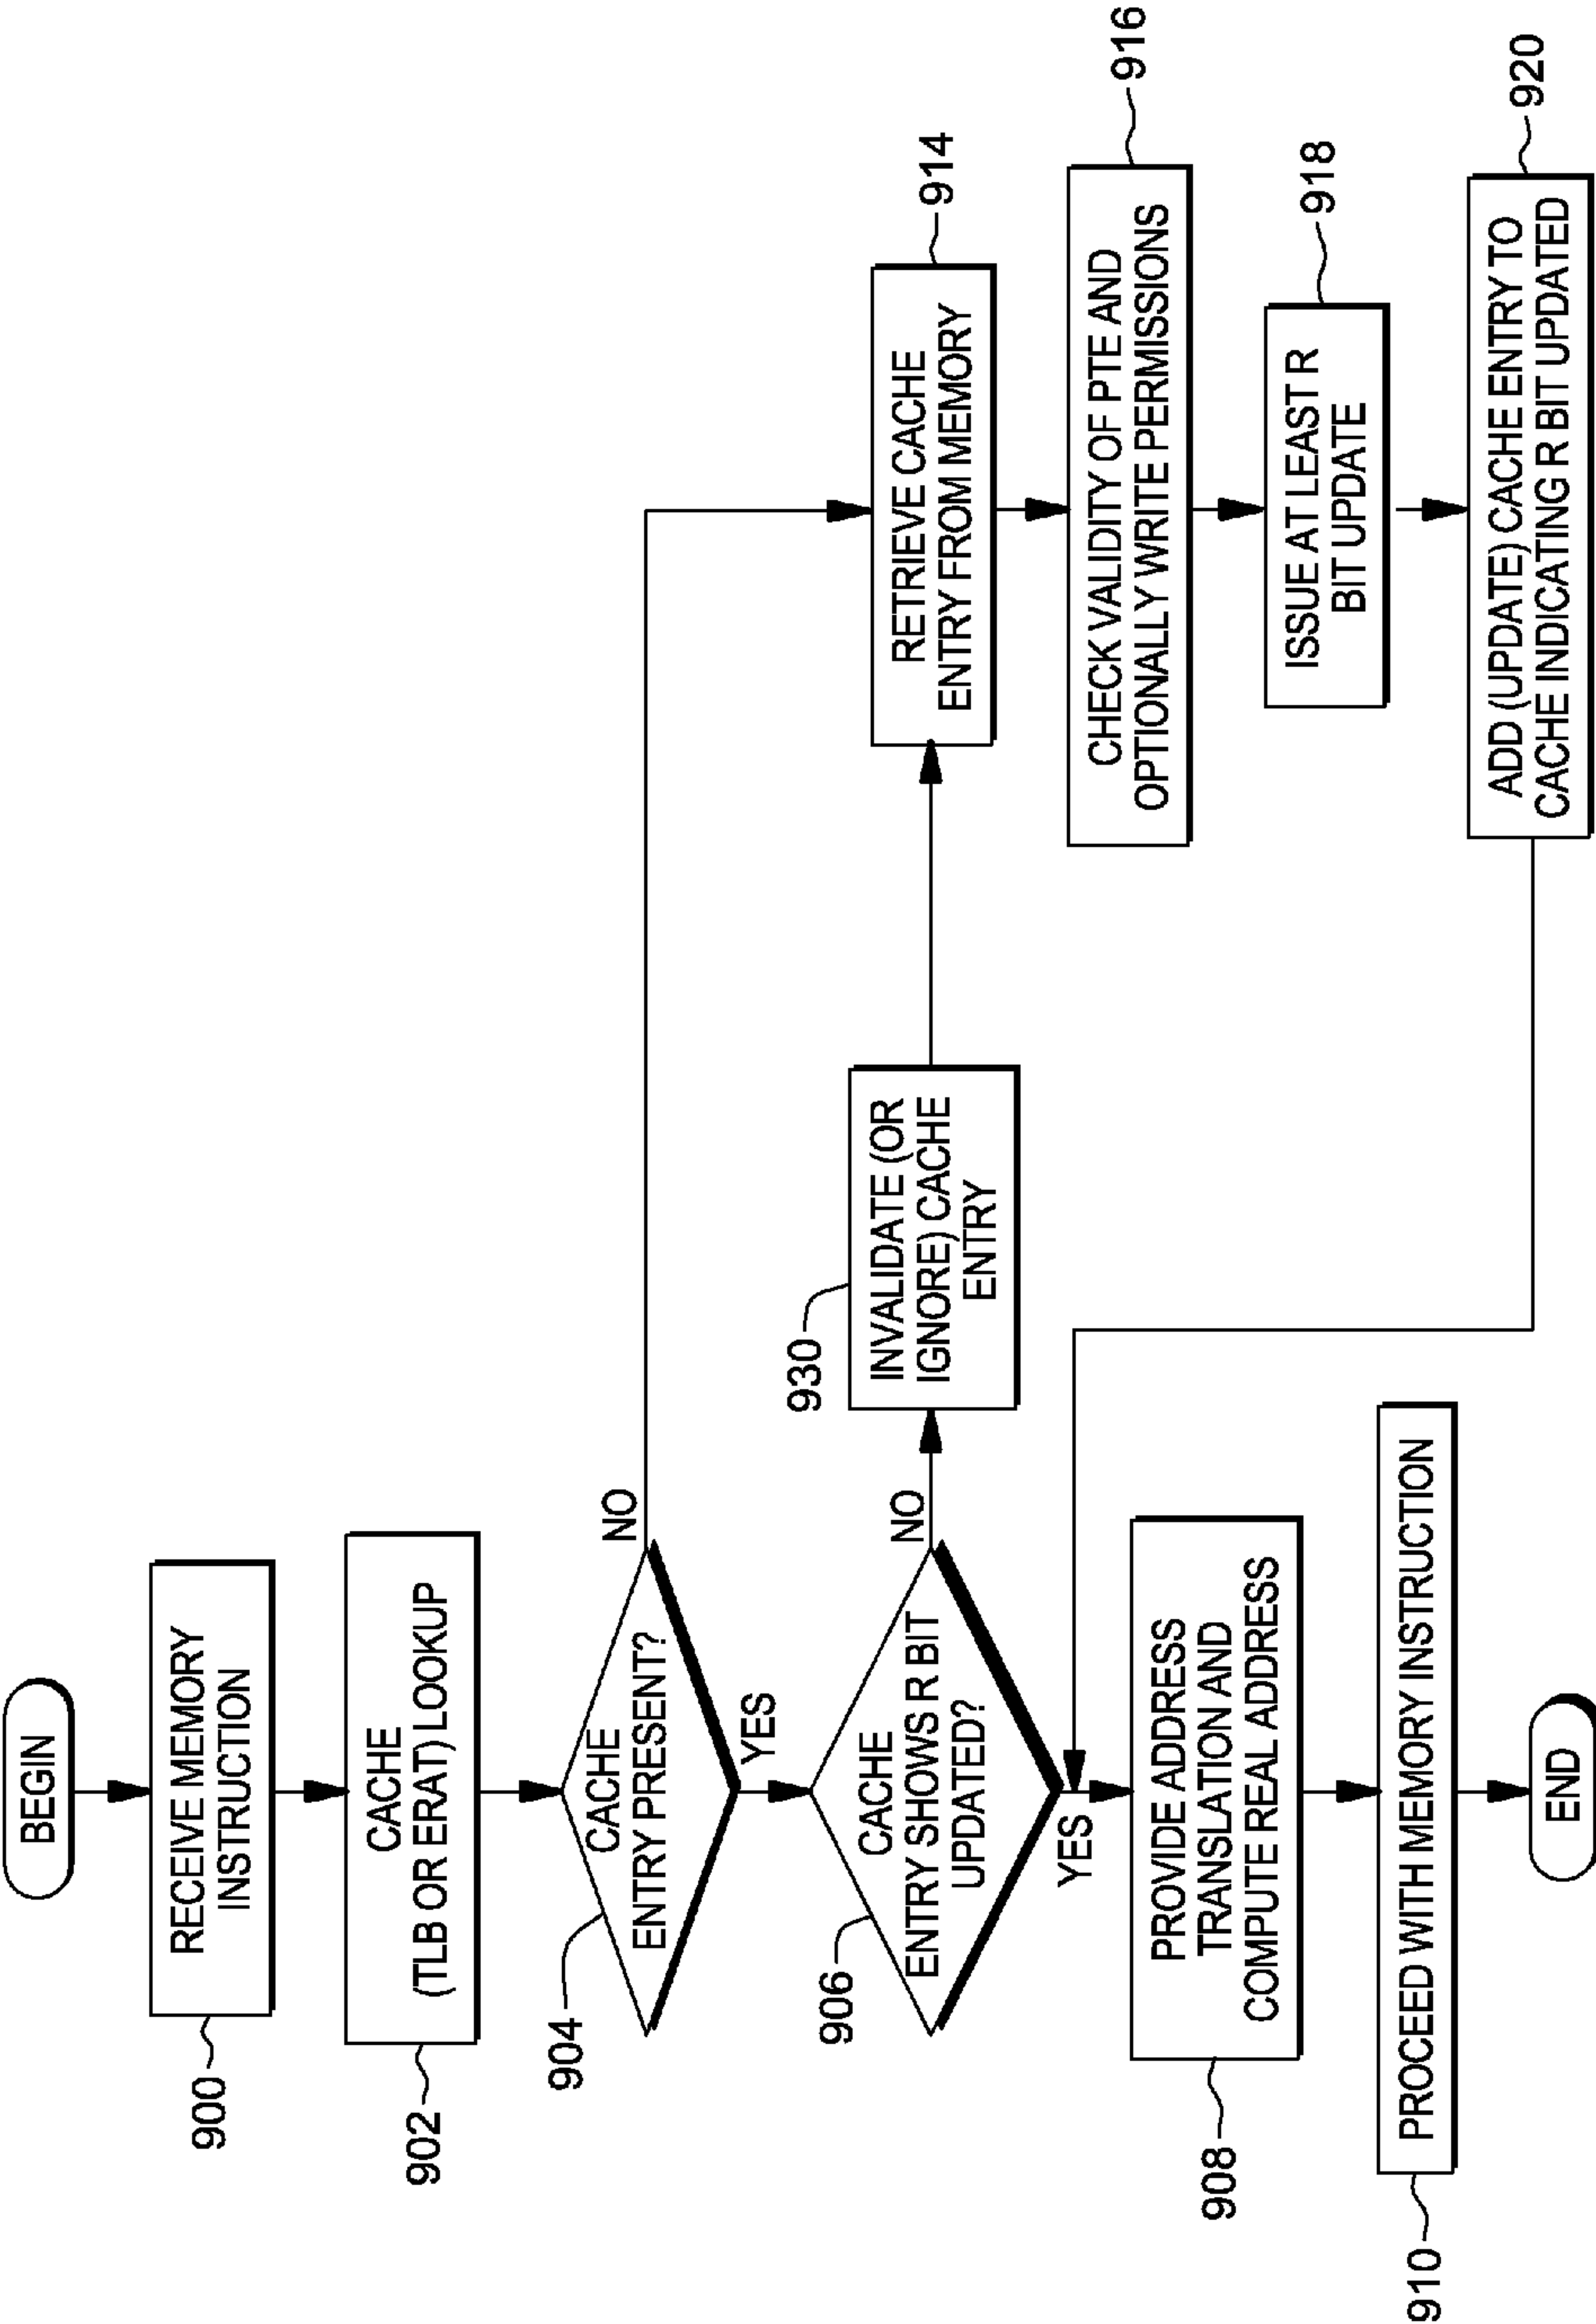 BEGIN
900
RECEIVE MEMORY
INSTRUCTION
902
CACHE
(TLB OR ERAT) LOOKUP
904
CACHE
ENTRY PRESENT?
NO
YES
906
CACHE
ENTRY SHOWS R BIT
UPDATED?
NO
YES
930
INVALIDATE (OR
IGNORE) CACHE
ENTRY
914
RETRIEVE CACHE
ENTRY FROM MEMORY
916
CHECK VALIDITY OF PTE AND
OPTIONALLY WRITE PERMISSIONS
918
ISSUE AT LEAST R
BIT UPDATE
920
ADD (UPDATE) CACHE ENTRY TO
CACHE INDICATING R BIT UPDATED
908
PROVIDE ADDRESS
TRANSLATION AND
COMPUTE REAL ADDRESS
910
PROCEED WITH MEMORY INSTRUCTION
END